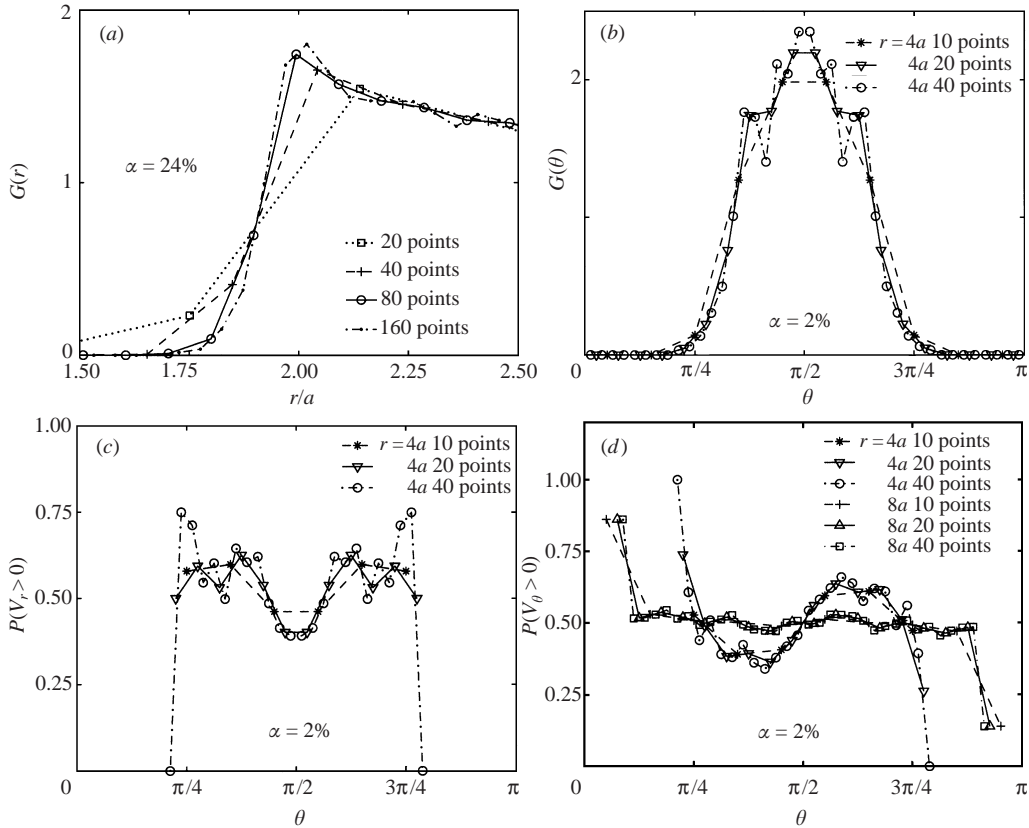 (a)
2
1
0
G(r)
α = 24%
20 points
40 points
80 points
160 points
1.50
1.75
2.00
2.25
2.50
r/a
(b)
2
0
G(θ)
r = 4a 10 points
4a 20 points
4a 40 points
α = 2%
π/4
π/2
3π/4
π
θ
(c)
1.00
0.75
0.50
0.25
0
P(V_r > 0)
r = 4a 10 points
4a 20 points
4a 40 points
α = 2%
π/4
π/2
3π/4
π
θ
(d)
1.00
0.75
0.50
0.25
0
P(V_θ > 0)
r = 4a 10 points
4a 20 points
4a 40 points
8a 10 points
8a 20 points
8a 40 points
α = 2%
π/4
π/2
3π/4
π
θ